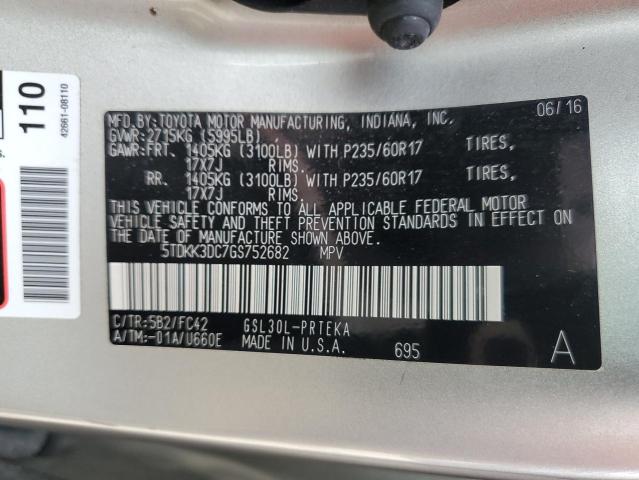 MFD.BY:TOYOTA MOTOR MANUFACTURING, INDIANA, INC. 06/16
GVWR:2715KG (5995LB)
GAWR:FRT. 1405KG (3100LB) WITH P235/60R17 TIRES,
17X7J RIMS.
RR. 1405KG (3100LB) WITH P235/60R17 TIRES,
17X7J RIMS.
THIS VEHICLE CONFORMS TO ALL APPLICABLE FEDERAL MOTOR
VEHICLE SAFETY AND THEFT PREVENTION STANDARDS IN EFFECT ON
THE DATE OF MANUFACTURE SHOWN ABOVE.
5TDKK3DC7GS752682 MPV
C/TR:5B2/FC42 GSL30L-PRTEKA
A/TM:-01A/U660E MADE IN U.S.A. 695 A
110
42661-08110